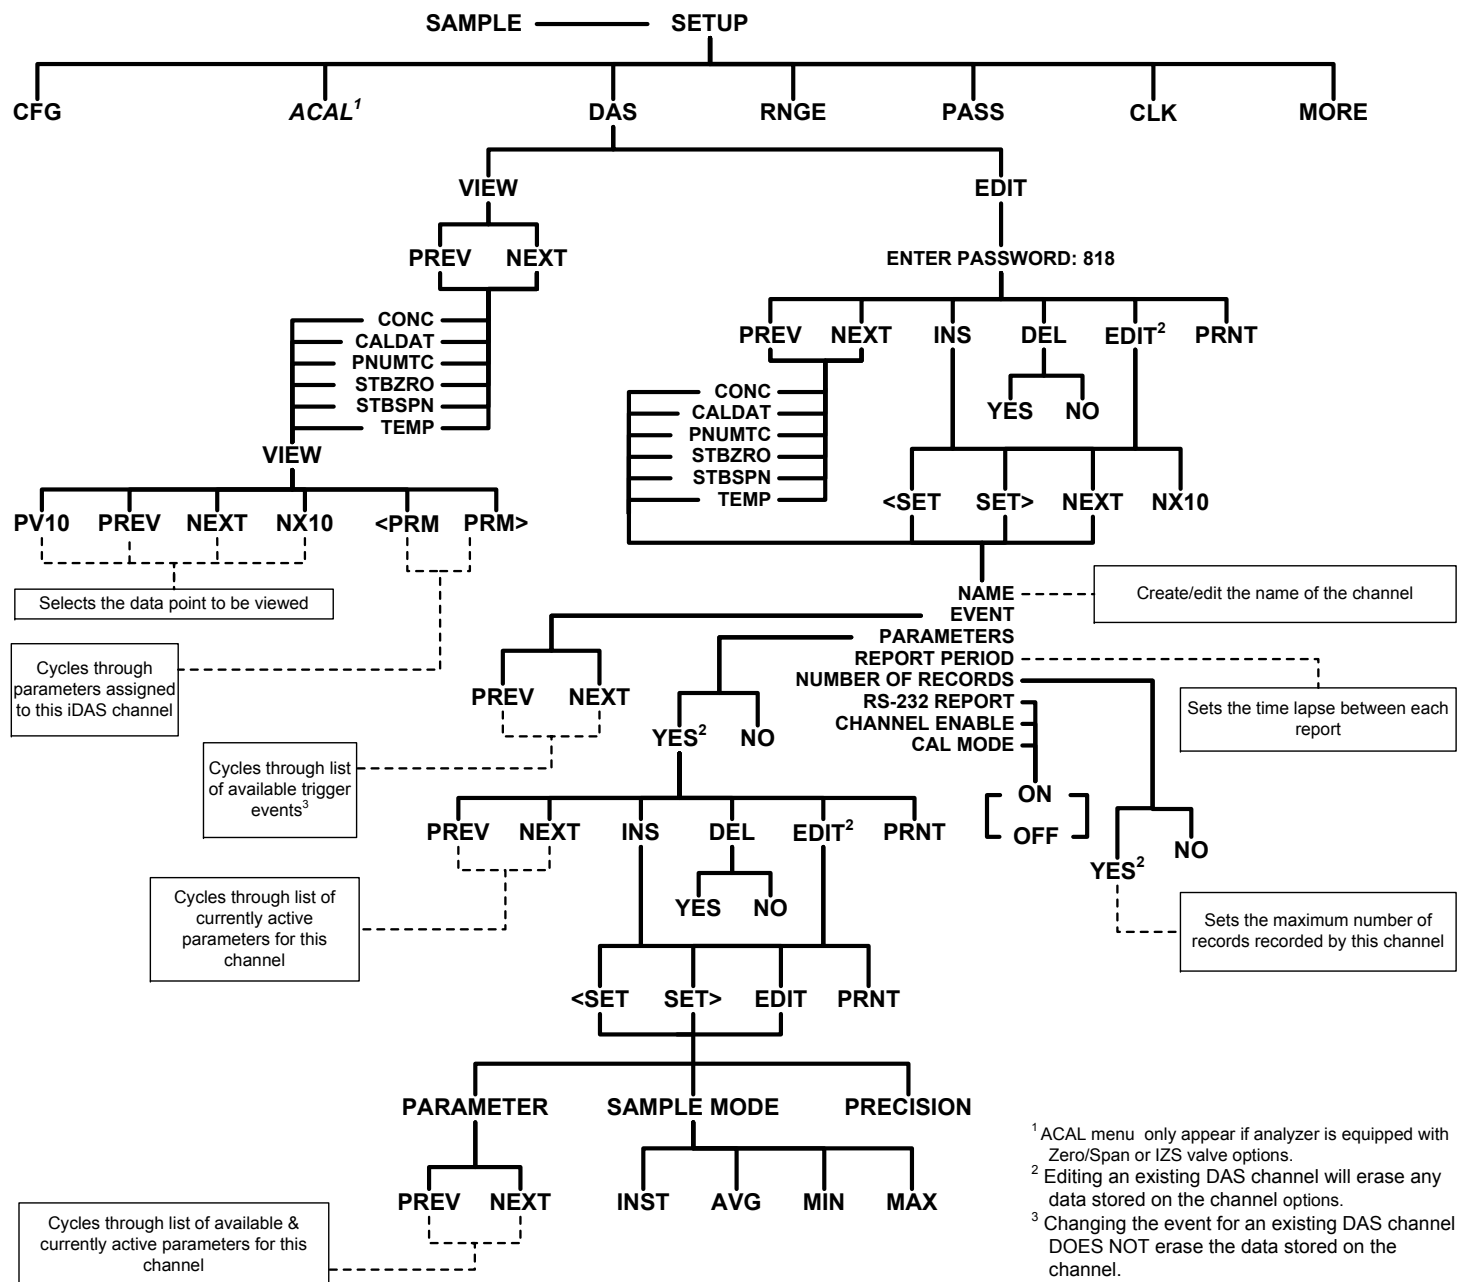 SAMPLE SETUP
CFG ACAL1 DAS RNGE PASS CLK MORE
VIEW EDIT
PREV NEXT ENTER PASSWORD: 818
CONC
CALDAT
PNUMTC
STBZRO
STBSPN
TEMP
PREV NEXT INS DEL EDIT2 PRNT
YES NO
CONC
CALDAT
PNUMTC
STBZRO
STBSPN
TEMP
VIEW
<SET SET> NEXT NX10
PV10 PREV NEXT NX10 <PRM PRM>
Selects the data point to be viewed
Cycles through
parameters assigned
to this iDAS channel
NAME
EVENT
PARAMETERS
REPORT PERIOD
NUMBER OF RECORDS
RS-232 REPORT
CHANNEL ENABLE
CAL MODE
Create/edit the name of the channel
Sets the time lapse between each
report
PREV NEXT
YES2 NO
Cycles through list
of available trigger
events3
ON
OFF
YES2 NO
Sets the maximum number of
records recorded by this channel
PREV NEXT INS DEL EDIT2 PRNT
YES NO
Cycles through list of
currently active
parameters for this
channel
<SET SET> EDIT PRNT
PARAMETER SAMPLE MODE PRECISION
PREV NEXT INST AVG MIN MAX
Cycles through list of available &
currently active parameters for this
channel
1 ACAL menu only appear if analyzer is equipped with
Zero/Span or IZS valve options.
2 Editing an existing DAS channel will erase any
data stored on the channel options.
3 Changing the event for an existing DAS channel
DOES NOT erase the data stored on the
channel.